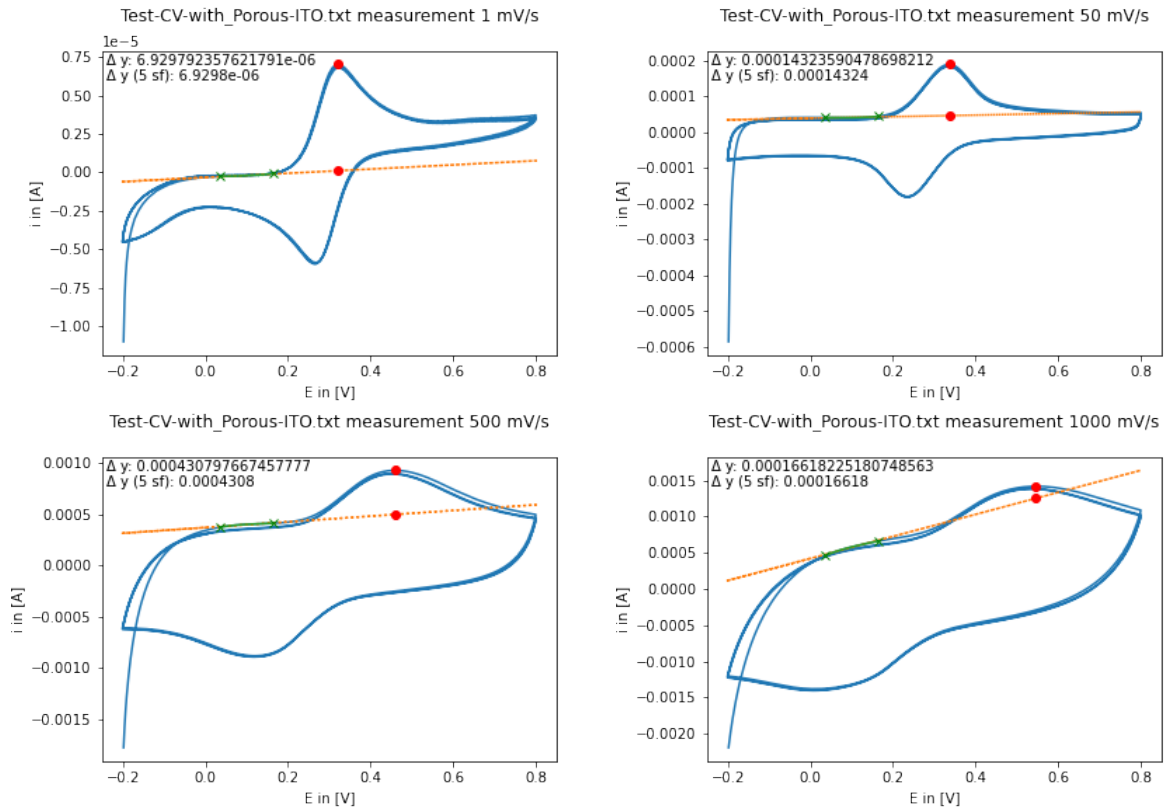 Test-CV-with_Porous-ITO.txt measurement 1 mV/s
1e−5
Δ y: 6.929792357621791e-06
Δ y (5 sf): 6.9298e-06
0.75
0.50
0.25
0.00
−0.25
−0.50
−0.75
−1.00
i in [A]
−0.2 0.0 0.2 0.4 0.6 0.8
E in [V]
Test-CV-with_Porous-ITO.txt measurement 50 mV/s
Δ y: 0.00014323590478698212
Δ y (5 sf): 0.00014324
0.0002
0.0001
0.0000
−0.0001
−0.0002
−0.0003
−0.0004
−0.0005
−0.0006
i in [A]
−0.2 0.0 0.2 0.4 0.6 0.8
E in [V]
Test-CV-with_Porous-ITO.txt measurement 500 mV/s
Δ y: 0.000430797667457777
Δ y (5 sf): 0.0004308
0.0010
0.0005
0.0000
−0.0005
−0.0010
−0.0015
i in [A]
−0.2 0.0 0.2 0.4 0.6 0.8
E in [V]
Test-CV-with_Porous-ITO.txt measurement 1000 mV/s
Δ y: 0.00016618225180748563
Δ y (5 sf): 0.00016618
0.0015
0.0010
0.0005
0.0000
−0.0005
−0.0010
−0.0015
−0.0020
i in [A]
−0.2 0.0 0.2 0.4 0.6 0.8
E in [V]